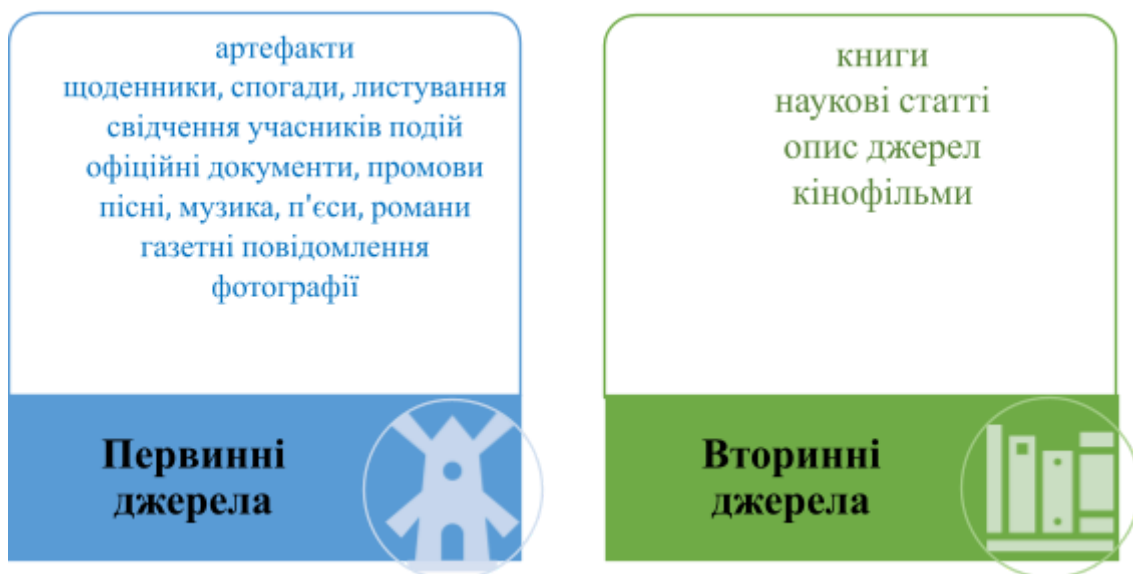 артефакти
щоденники, спогади, листування
свідчення учасників подій
офіційні документи, промови
пісні, музика, п'єси, романи
газетні повідомлення
фотографії
Первинні
джерела
книги
наукові статті
опис джерел
кінофільми
Вторинні
джерела